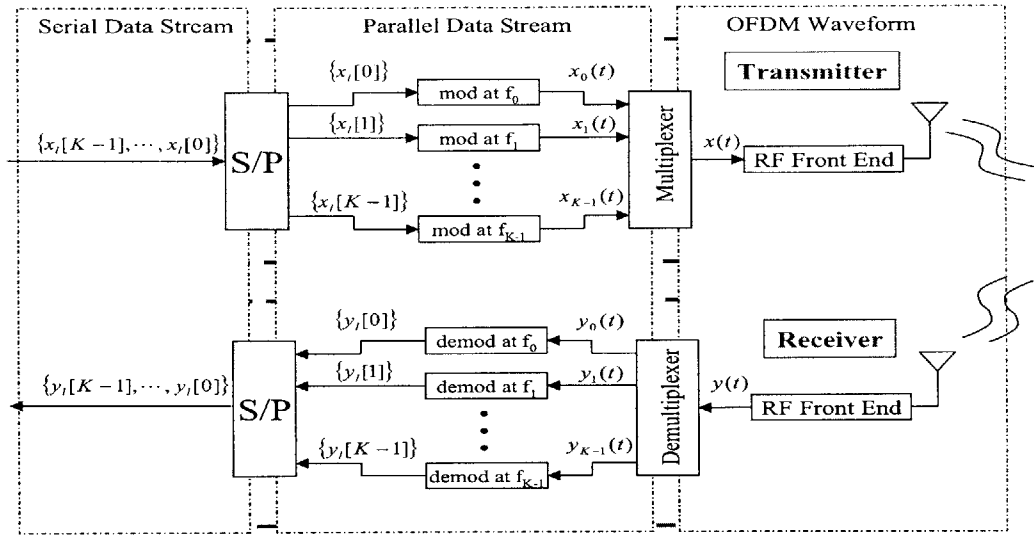 Serial Data Stream
Parallel Data Stream
OFDM Waveform
Transmitter
{x_l[K−1],⋯,x_l[0]}
S/P
{x_l[0]}
mod at f_0
x_0(t)
{x_l[1]}
mod at f_1
x_1(t)
{x_l[K−1]}
mod at f_{K-1}
x_{K−1}(t)
Multiplexer
x(t)
RF Front End
Receiver
{y_l[K−1],⋯,y_l[0]}
S/P
{y_l[0]}
demod at f_0
y_0(t)
{y_l[1]}
demod at f_1
y_1(t)
{y_l[K−1]}
demod at f_{K-1}
y_{K−1}(t)
Demultiplexer
y(t)
RF Front End